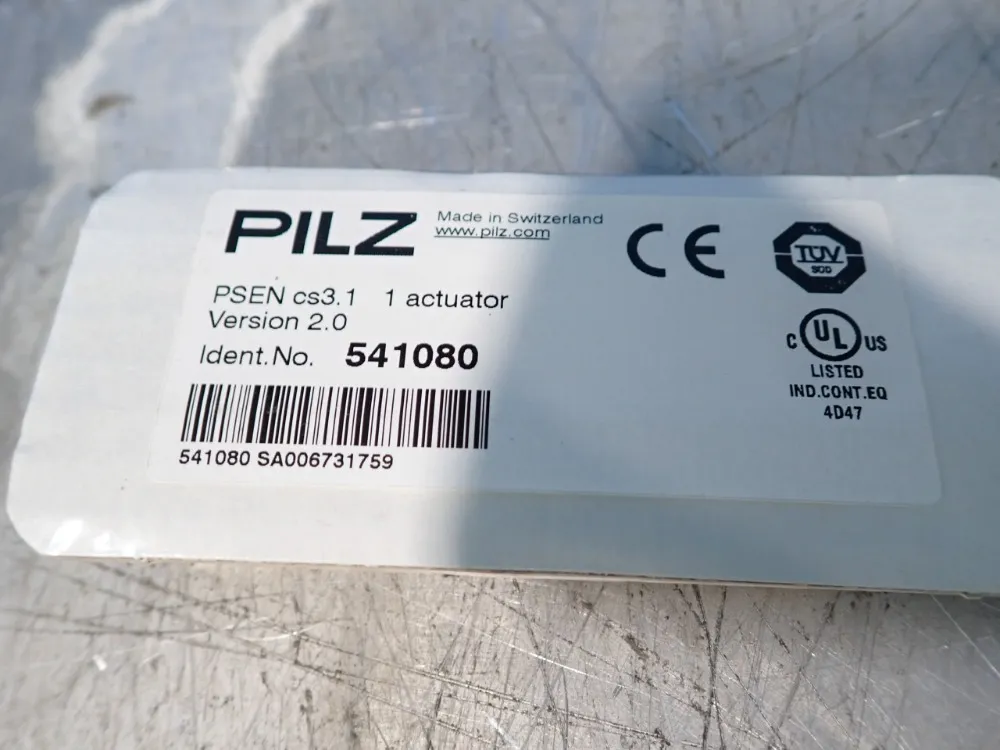 PILZ
Made in Switzerland
www.pilz.com
CE
TÜV
SÜD
PSEN cs3.1 1 actuator
Version 2.0
Ident.No. 541080
C UL US
LISTED
IND.CONT.EQ
4D47
541080 SA006731759